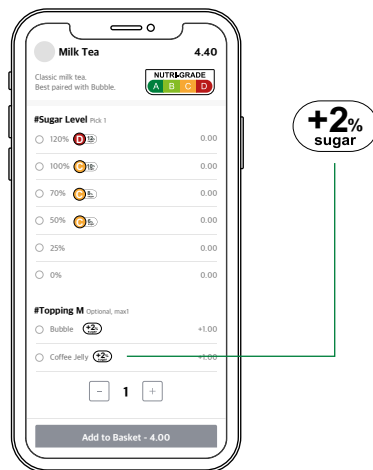 Milk Tea 4.40
Classic milk tea.
Best paired with Bubble.
NUTRI-GRADE
A B C D
#Sugar Level Pick 1
120% D 0.00
100% C 0.00
70% C 0.00
50% C 0.00
25% 0.00
0% 0.00
#Topping M Optional, max1
Bubble +2% +1.00
Coffee Jelly +2% +1.00
- 1 +
Add to Basket - 4.00
+2%
sugar